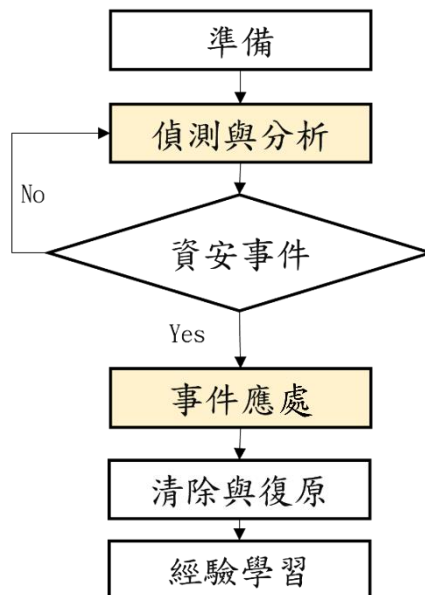 準備
偵測與分析
No
資安事件
Yes
事件應處
清除與復原
經驗學習